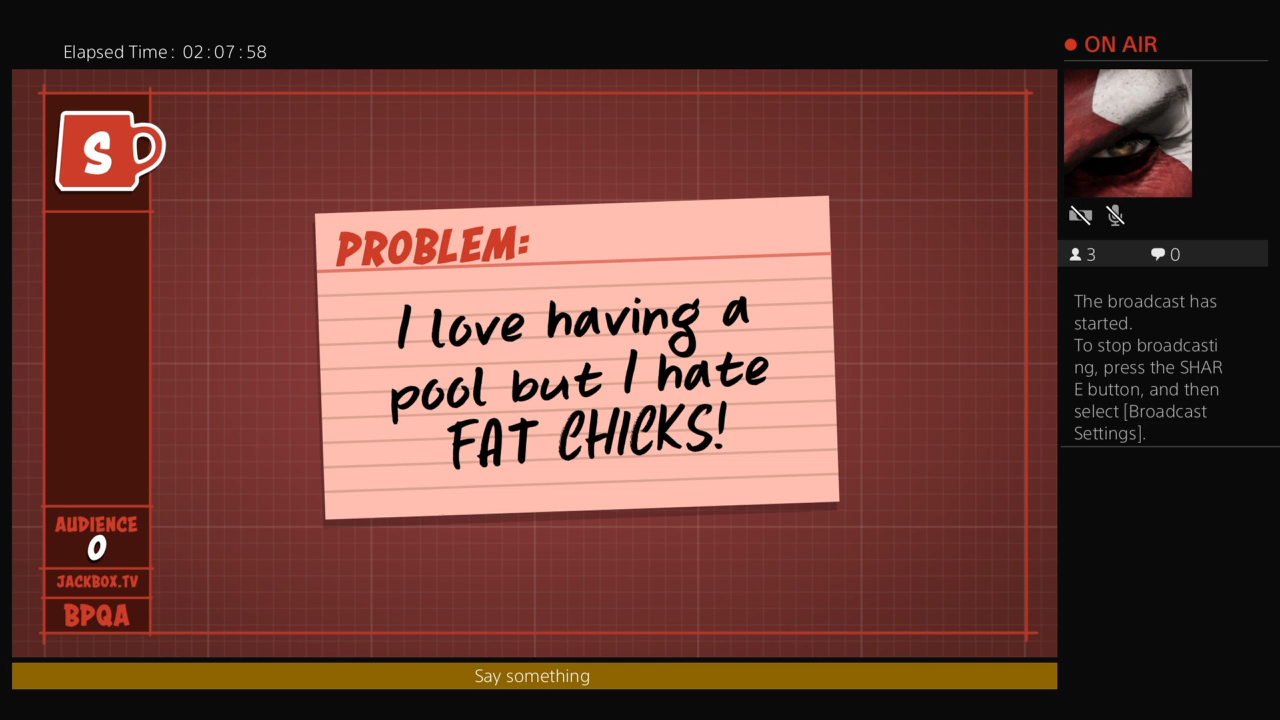 Elapsed Time: 02:07:58
ON AIR
S
PROBLEM:
I love having a
pool but I hate
FAT CHICKS!
3
0
The broadcast has
started.
To stop broadcasti
ng, press the SHAR
E button, and then
select [Broadcast
Settings].
AUDIENCE
0
JACKBOX.TV
BPQA
Say something